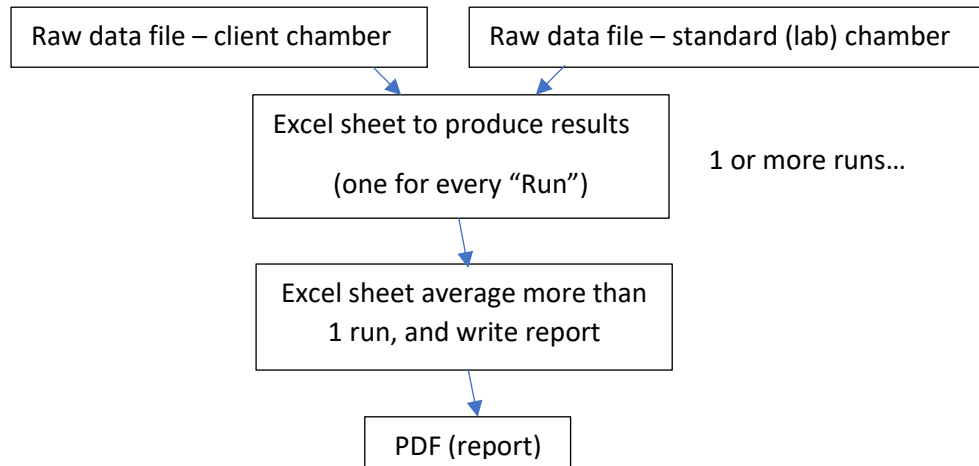 Raw data file – client chamber
Raw data file – standard (lab) chamber
Excel sheet to produce results
(one for every “Run”)
1 or more runs…
Excel sheet average more than
1 run, and write report
PDF (report)